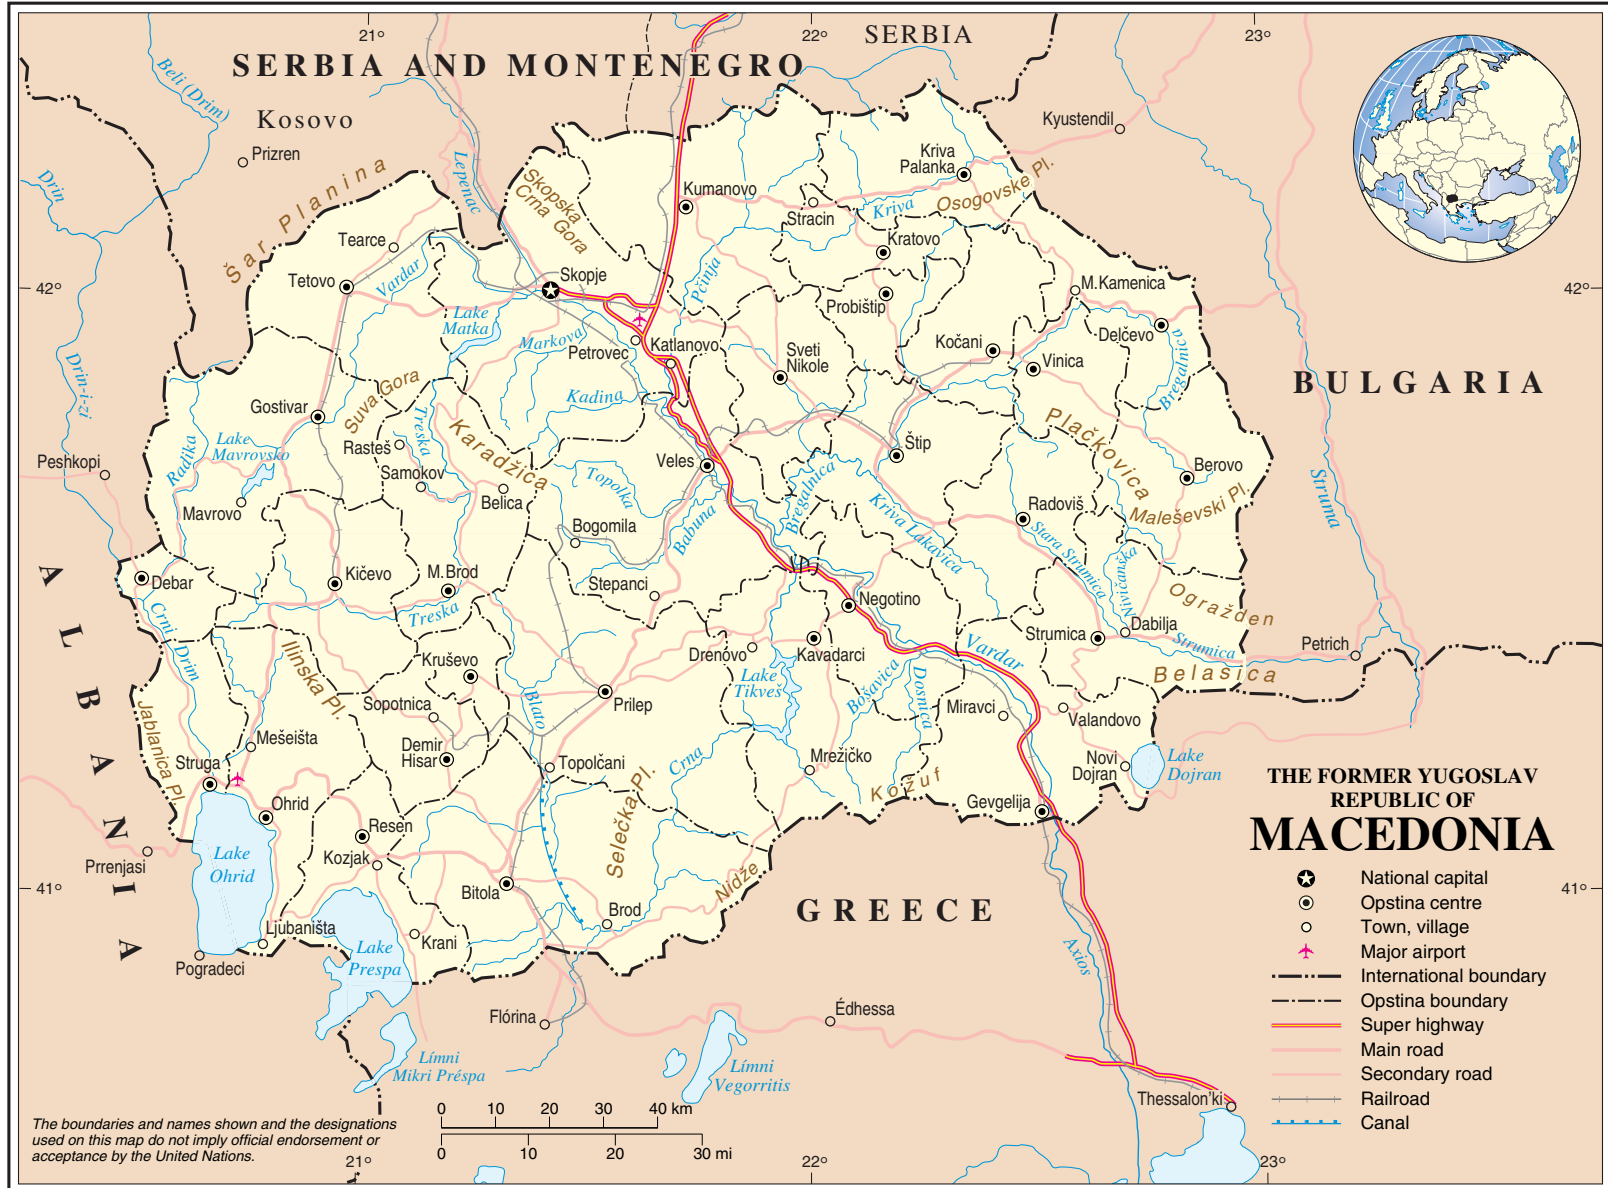 21°
22°
23°
SERBIA
SERBIA AND MONTENEGRO
Beli (Drim)
Kosovo
Prizren
Kyustendil
Drin
Šar Planina
Lepenac
Skopska
Crna Gora
Kumanovo
Kriva
Palanka
Osogovske Pl.
Stracin
Kriva
Tearce
Kratovo
Tetovo
Vardar
Skopje
Pčinja
42°
42°
M.Kamenica
Probištip
Lake
Matka
Markova
Petrovec
Katlanovo
Delčevo
Kočani
Sveti
Nikole
Vinica
Bregalnica
Drim-i-zi
BULGARIA
Suva Gora
Kadina
Gostivar
Treska
Plačkovica
Karadžica
Radika
Lake
Mavrovsko
Rasteš
Štip
Peshkopi
Veles
Samokov
Topolka
Bregalnica
Berovo
Belica
Struma
Mavrovo
Kriva Lakavica
Radoviš
Maleševski Pl.
Babuna
Bogomila
Stara Strumica
Nivičanska
ALBANIA
Debar
Kičevo
M.Brod
Stepanci
Negotino
Ogražden
Crni Drim
Treska
Dabilja
Strumica
Strumica
Petrich
Ilinska Pl.
Drenovo
Kavadarci
Vardar
Belasica
Kruševo
Lake
Tikveš
Bošavica
Dosnica
Sopotnica
Blato
Prilep
Miravci
Valandovo
Jablanica Pl.
Mešeišta
Demir
Hisar
Crna
Mrežičko
Struga
Topolčani
Novi
Dojran
Lake
Dojran
Kožuf
Selečka Pl.
Gevgelija
Ohrid
Resen
Prrenjasi
Lake
Ohrid
Kozjak
41°
41°
Bitola
Nidže
GREECE
Brod
Ljubaništa
Krani
Pogradeci
Lake
Prespa
Axios
Flórina
Édhessa
Límni
Mikri Préspa
Límni
Vegorritis
Thessalon'ki
THE FORMER YUGOSLAV
REPUBLIC OF
MACEDONIA
National capital
Opstina centre
Town, village
Major airport
International boundary
Opstina boundary
Super highway
Main road
Secondary road
Railroad
Canal
0 10 20 30 40 km
0 10 20 30 mi
The boundaries and names shown and the designations
used on this map do not imply official endorsement or
acceptance by the United Nations.
21°
22°
23°